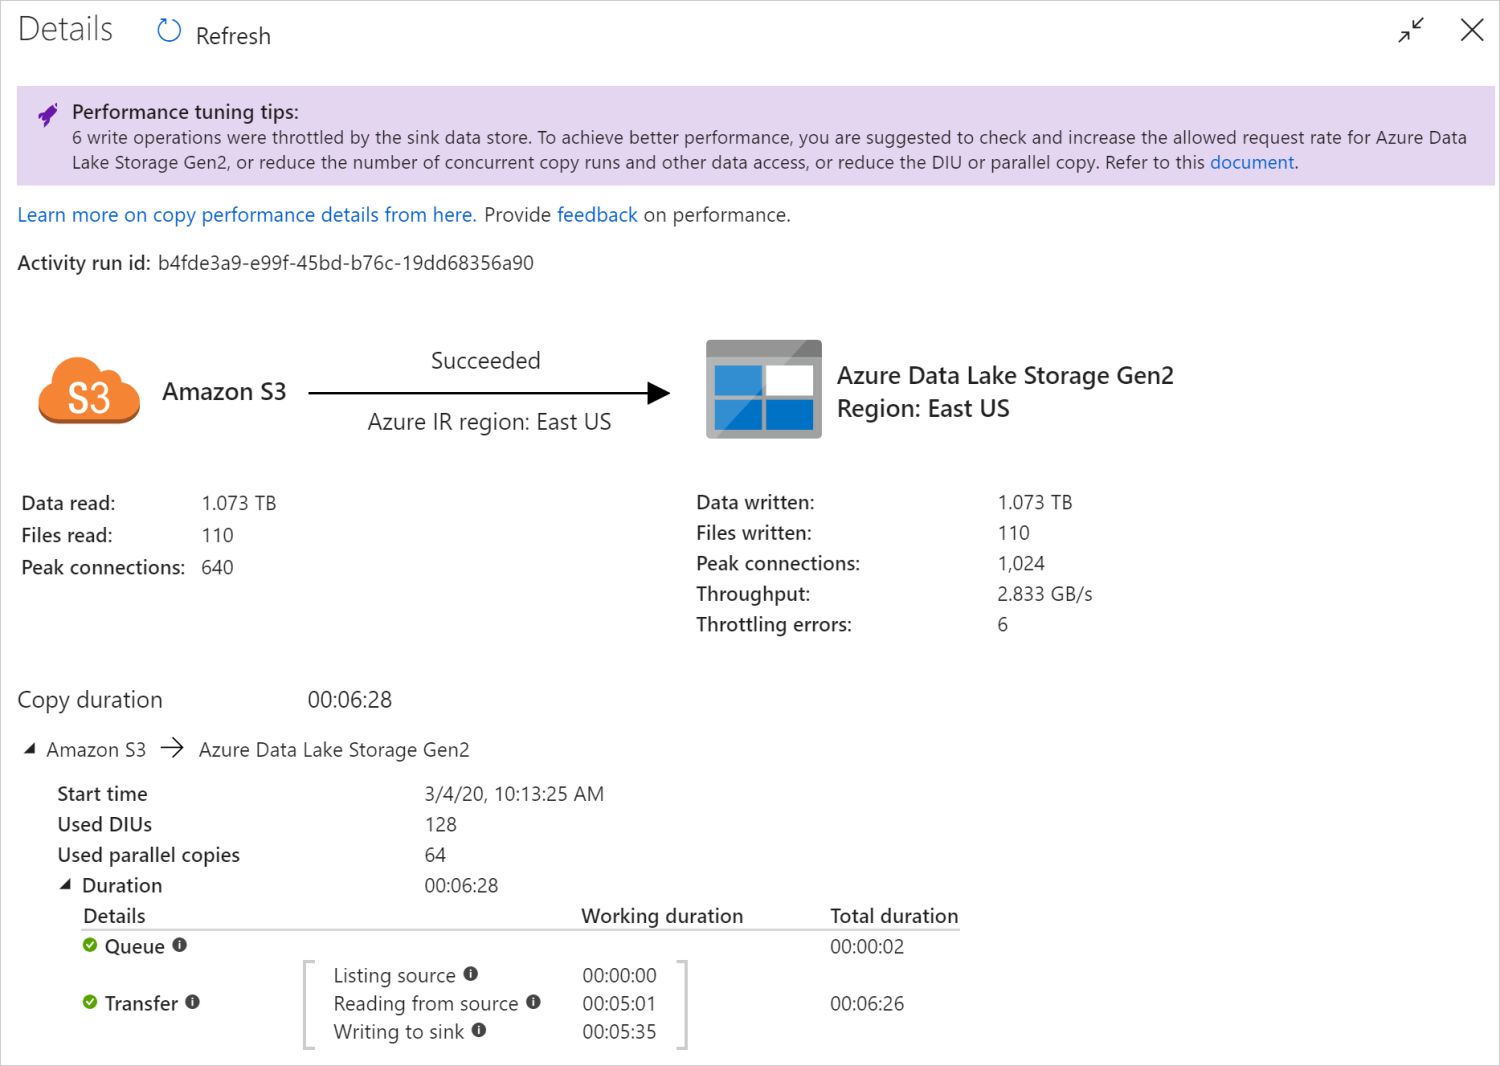 Details Refresh
Performance tuning tips:
6 write operations were throttled by the sink data store. To achieve better performance, you are suggested to check and increase the allowed request rate for Azure Data
Lake Storage Gen2, or reduce the number of concurrent copy runs and other data access, or reduce the DIU or parallel copy. Refer to this document.
Learn more on copy performance details from here. Provide feedback on performance.
Activity run id: b4fde3a9-e99f-45bd-b76c-19dd68356a90
S3
Amazon S3
Succeeded
Azure IR region: East US
Azure Data Lake Storage Gen2
Region: East US
Data read: 1.073 TB
Files read: 110
Peak connections: 640
Data written: 1.073 TB
Files written: 110
Peak connections: 1,024
Throughput: 2.833 GB/s
Throttling errors: 6
Copy duration 00:06:28
Amazon S3 → Azure Data Lake Storage Gen2
Start time 3/4/20, 10:13:25 AM
Used DIUs 128
Used parallel copies 64
Duration 00:06:28
Details Working duration Total duration
Queue 00:00:02
Listing source 00:00:00
Transfer Reading from source 00:05:01 00:06:26
Writing to sink 00:05:35